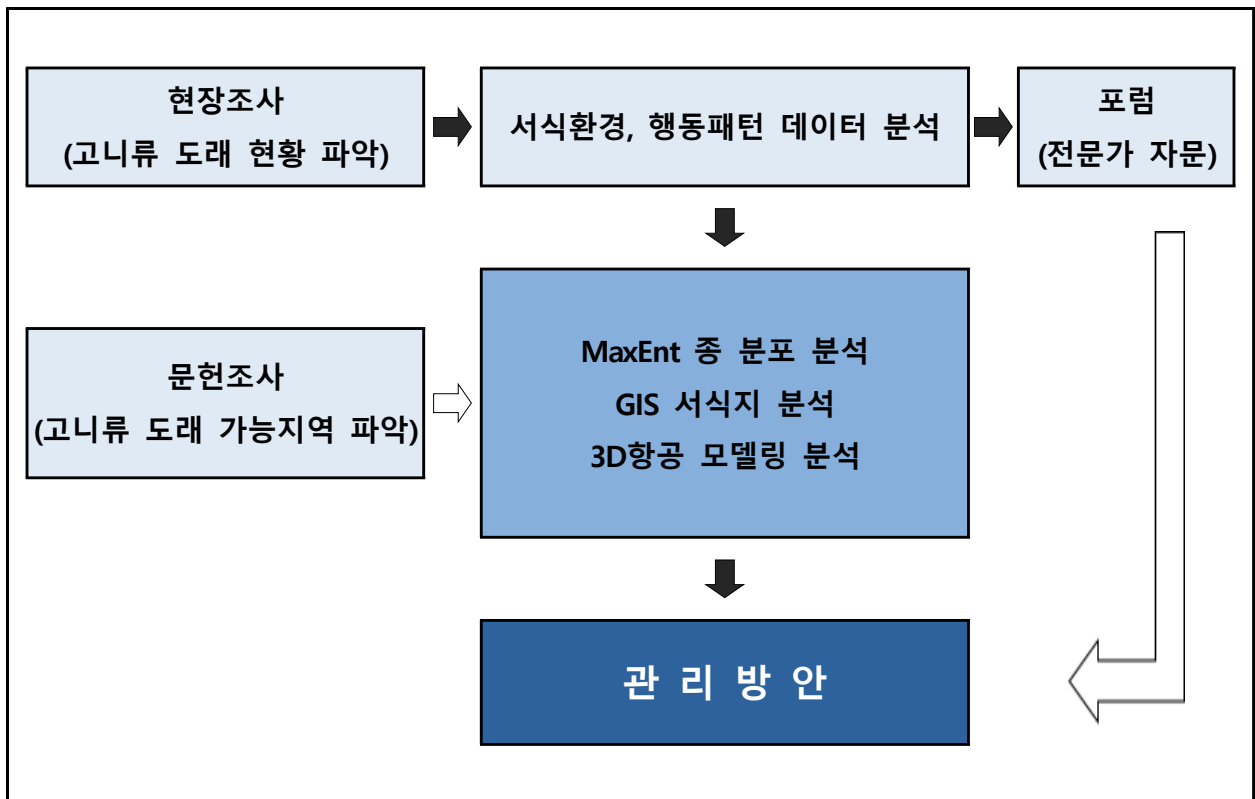 현장조사
(고니류 도래 현황 파악)
서식환경, 행동패턴 데이터 분석
포럼
(전문가 자문)
문헌조사
(고니류 도래 가능지역 파악)
MaxEnt 종 분포 분석
GIS 서식지 분석
3D항공 모델링 분석
관 리 방 안